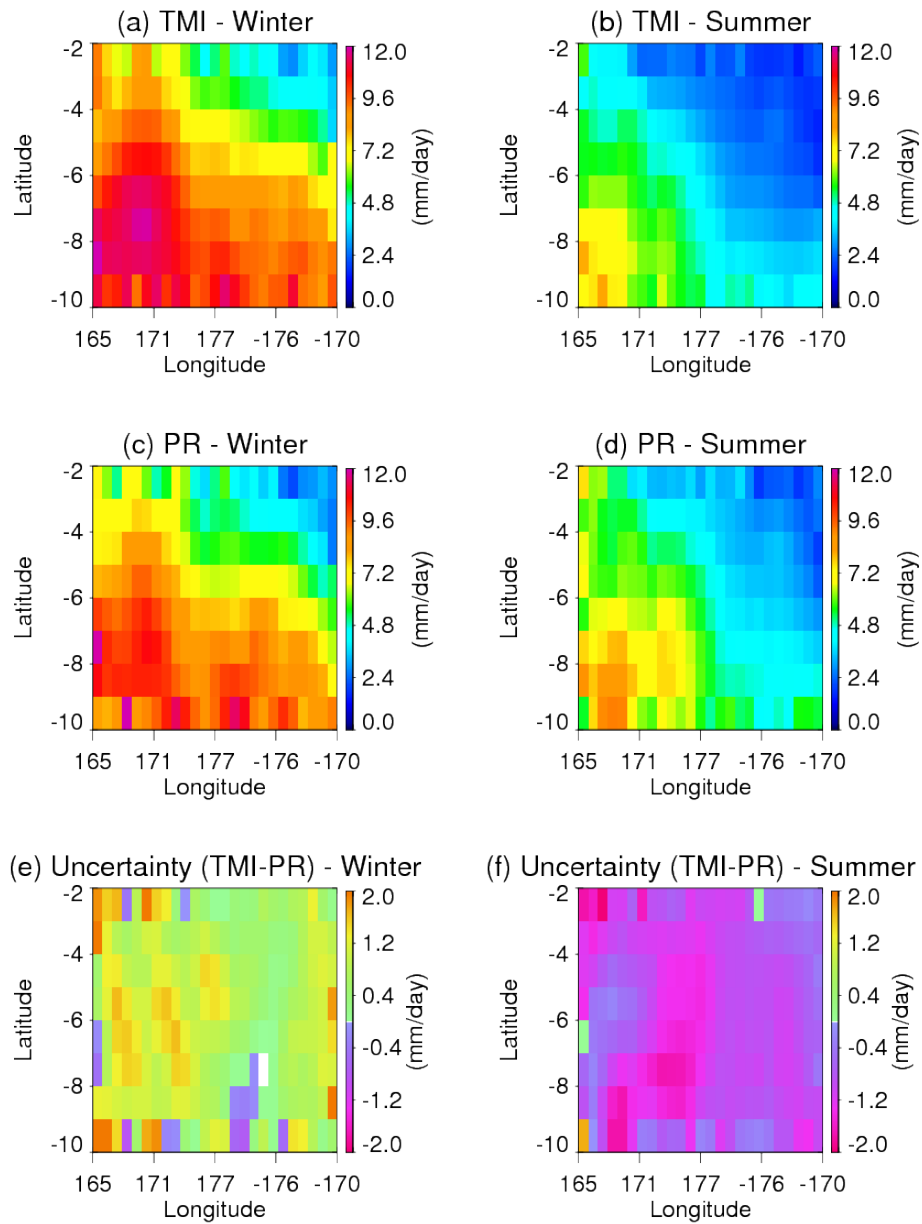 (a) TMI - Winter
(b) TMI - Summer
-2
-4
-6
-8
-10
Latitude
165 171 177 -176 -170
Longitude
12.0
9.6
7.2
4.8
2.4
0.0
(mm/day)
-2
-4
-6
-8
-10
Latitude
165 171 177 -176 -170
Longitude
12.0
9.6
7.2
4.8
2.4
0.0
(mm/day)
(c) PR - Winter
(d) PR - Summer
-2
-4
-6
-8
-10
Latitude
165 171 177 -176 -170
Longitude
12.0
9.6
7.2
4.8
2.4
0.0
(mm/day)
-2
-4
-6
-8
-10
Latitude
165 171 177 -176 -170
Longitude
12.0
9.6
7.2
4.8
2.4
0.0
(mm/day)
(e) Uncertainty (TMI-PR) - Winter
(f) Uncertainty (TMI-PR) - Summer
-2
-4
-6
-8
-10
Latitude
165 171 177 -176 -170
Longitude
2.0
1.2
0.4
-0.4
-1.2
-2.0
(mm/day)
-2
-4
-6
-8
-10
Latitude
165 171 177 -176 -170
Longitude
2.0
1.2
0.4
-0.4
-1.2
-2.0
(mm/day)